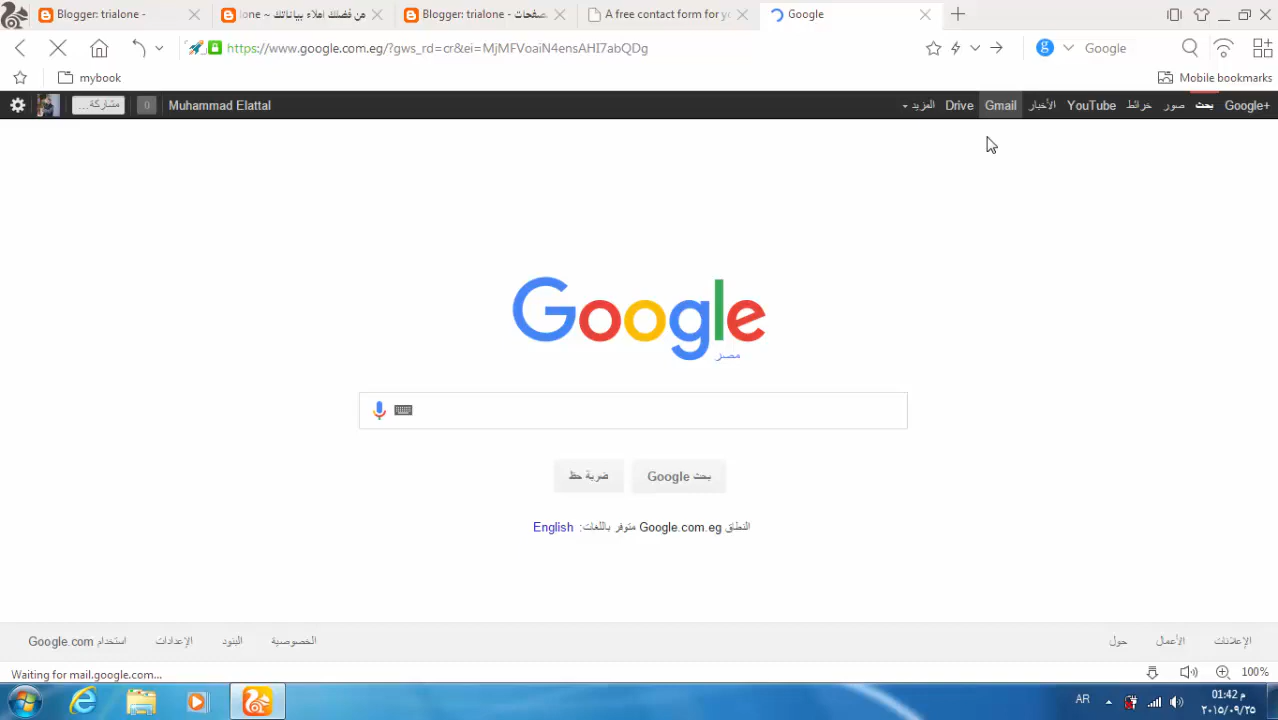 Blogger: trialone -
من فضلك املاء بياناتك ~ lone
Blogger: trialone - صفحات
A free contact form for yo
Google
https://www.google.com.eg/?gws_rd=cr&ei=MjMFVoaiN4ensAHI7abQDg
Google
mybook
Mobile bookmarks
مشاركة...
0
Muhammad Elattal
المزيد
Drive
Gmail
الأخبار
YouTube
خرائط
صور
بحث
Google+
Google
مصر
بحث Google
ضربة حظ
النطاق Google.com.eg متوفر باللغات: English
استخدام Google.com
الإعدادات
البنود
الخصوصية
حول
الأعمال
الإعلانات
Waiting for mail.google.com...
100%
AR
01:42 م
٢٠١٥/٠٩/٢٥